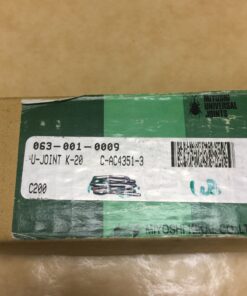 MIYOSHI
UNIVERSAL
JOINTS
063-001-0009
U-JOINT K-20 C-AC4351-3
C200